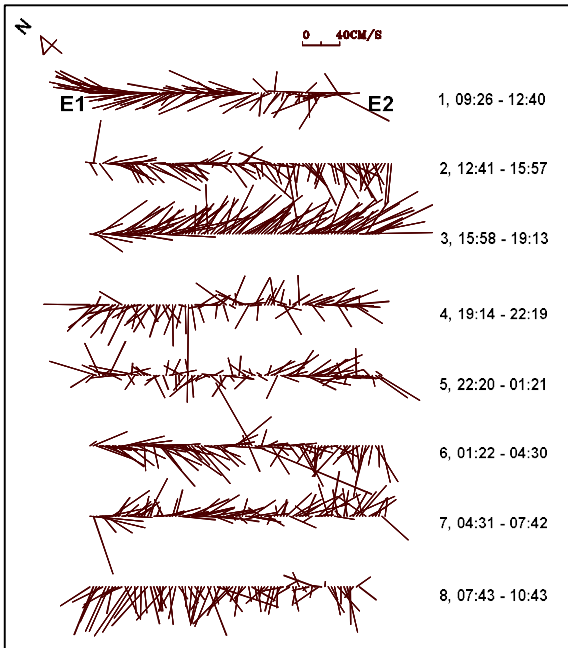 N
0 40CM/S
E1 E2
1, 09:26 - 12:40
2, 12:41 - 15:57
3, 15:58 - 19:13
4, 19:14 - 22:19
5, 22:20 - 01:21
6, 01:22 - 04:30
7, 04:31 - 07:42
8, 07:43 - 10:43